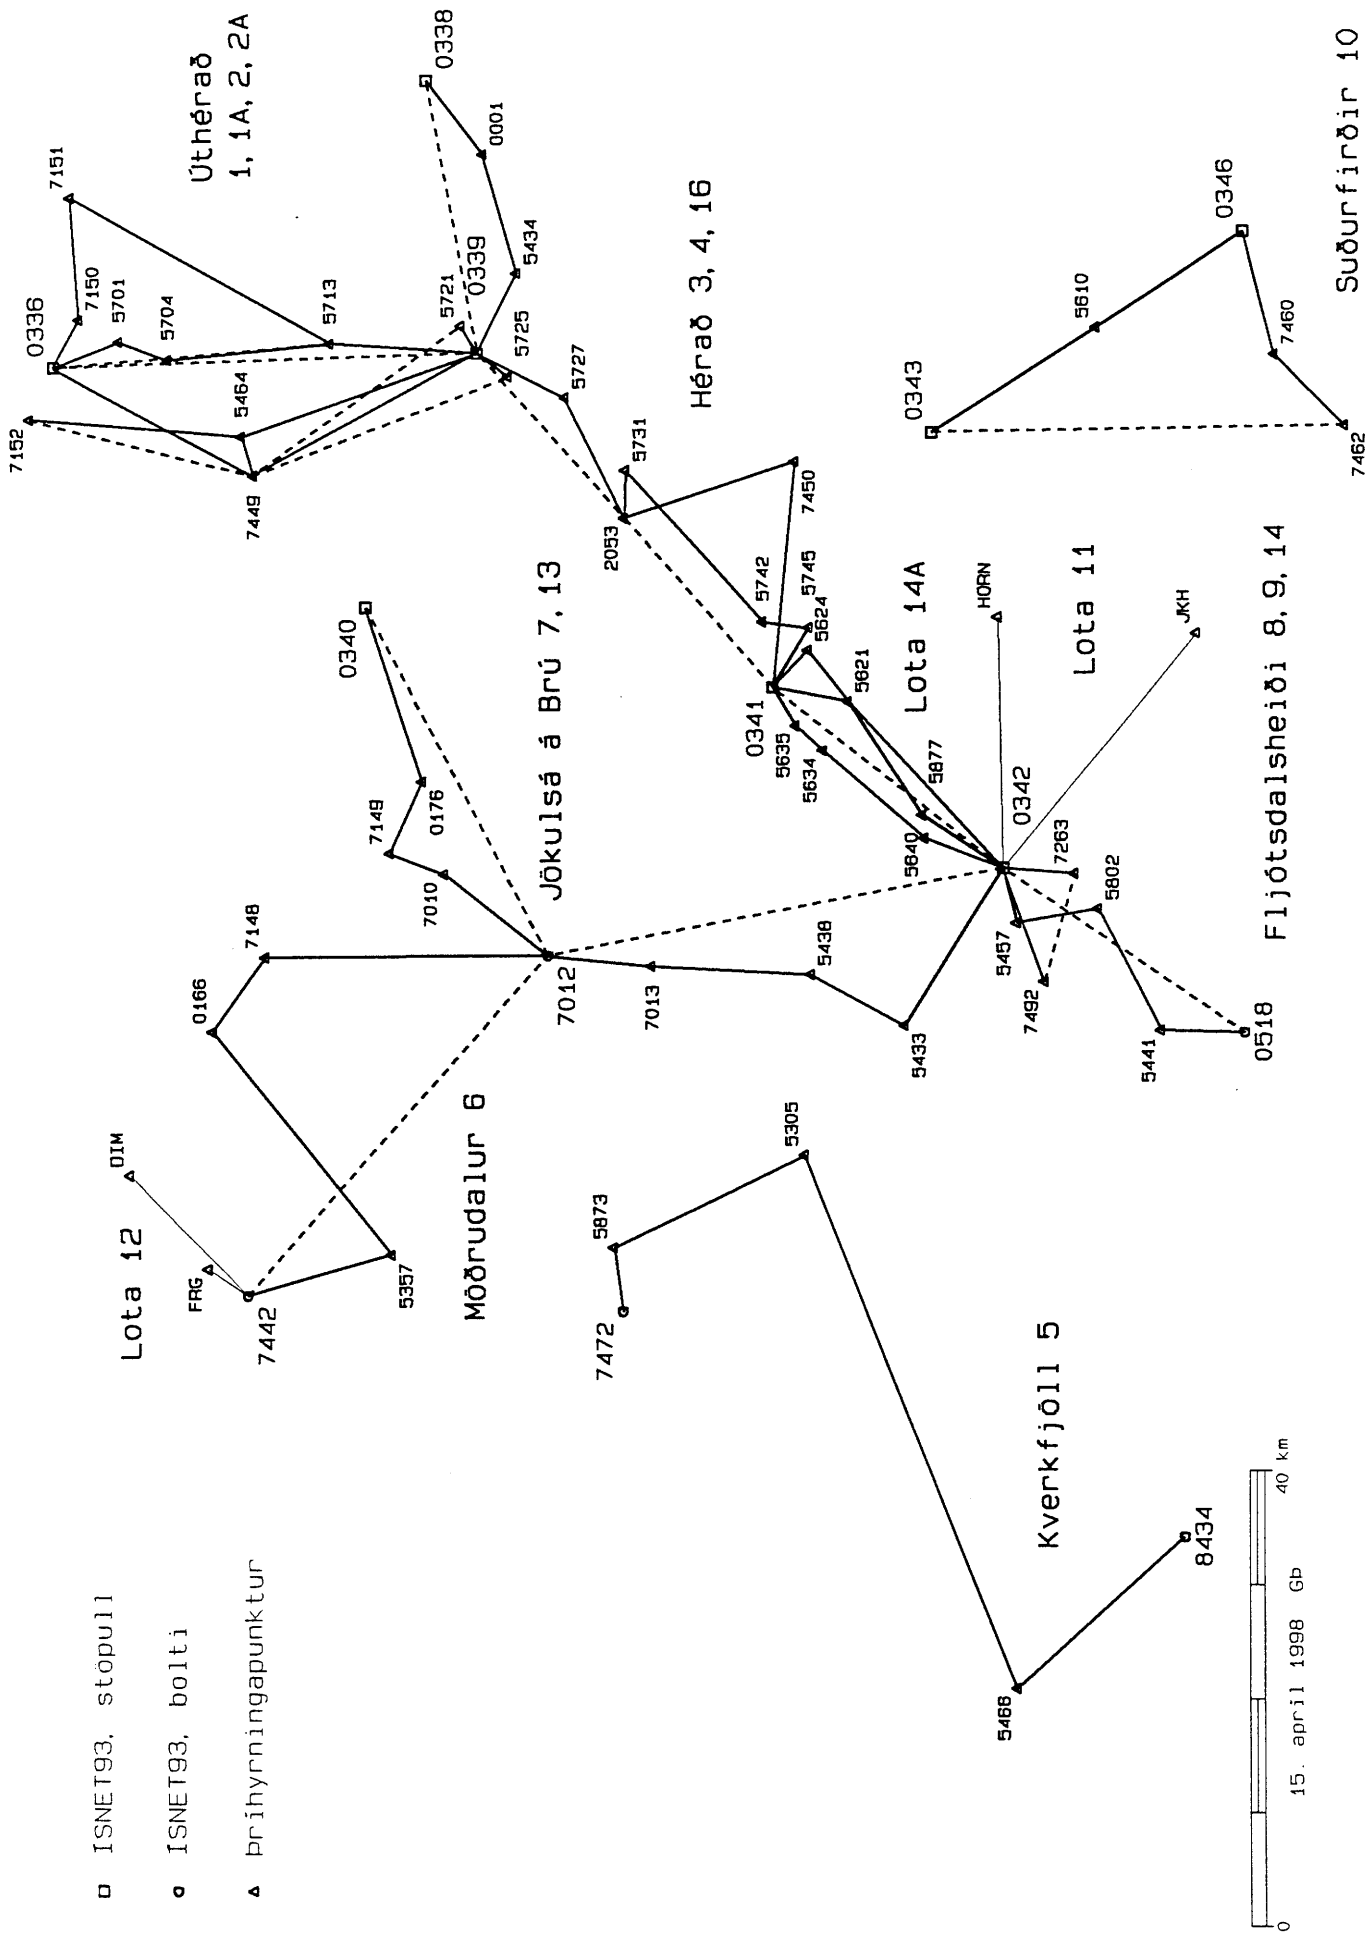 □ ISNET93, stöpull
o ISNET93, bolti
▵ þríhyrningapunktur
Lota 12
DIM
FRG
7442
5357
Möðrudalur 6
0166
7148
7149
0176
7010
7012
0340
Jökulsá á Brú 7, 13
7013
5438
5433
7152
0336
7150
7151
5701
5704
5464
5713
7449
Úthérað
1, 1A, 2, 2A
0338
0001
5434
0339
5721
5725
5727
5731
2053
7450
Hérað 3, 4, 16
5742
5745
5624
0341
5621
5635
5634
5640
5877
Lota 14A
HORN
Lota 11
JKH
0342
7263
5802
5457
7492
5441
0518
Fljótsdalsheiði 8, 9, 14
0343
5610
0346
7460
7462
Suðurfirðir 10
7472
5873
5305
5468
8434
Kverkfjöll 5
0
40 km
15. apríl 1998 Gb